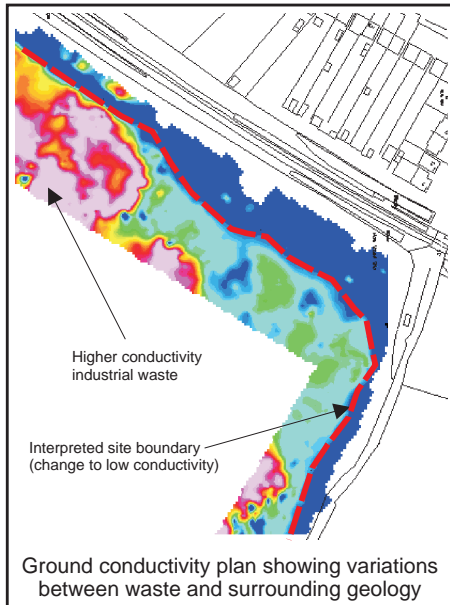 Higher conductivity
industrial waste
Interpreted site boundary
(change to low conductivity)
Ground conductivity plan showing variations
between waste and surrounding geology